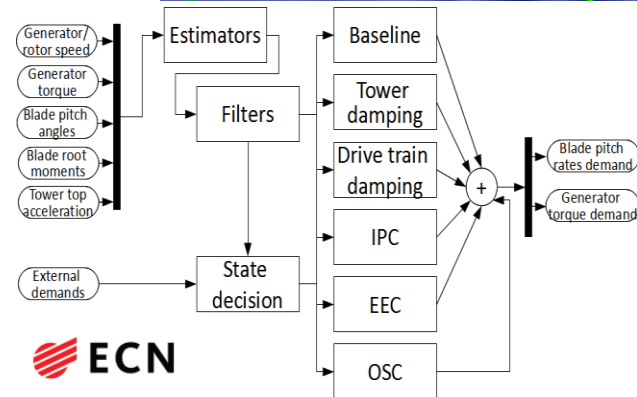 Generator/
rotor speed
Generator
torque
Blade pitch
angles
Blade root
moments
Tower top
acceleration
External
demands
Estimators
Filters
State
decision
Baseline
Tower
damping
Drive train
damping
IPC
EEC
OSC
+
Blade pitch
rates demand
Generator
torque demand
ECN